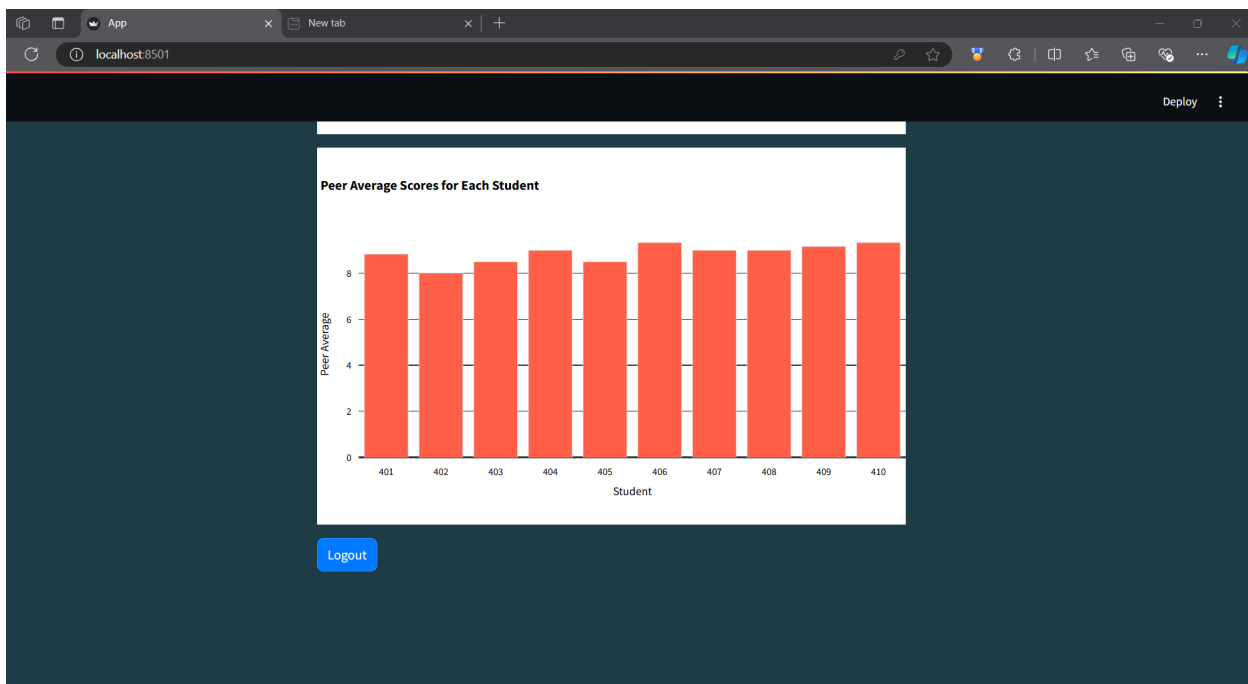 App
New tab
localhost:8501
Deploy
Peer Average Scores for Each Student
8
6
4
2
0
Peer Average
401 402 403 404 405 406 407 408 409 410
Student
Logout